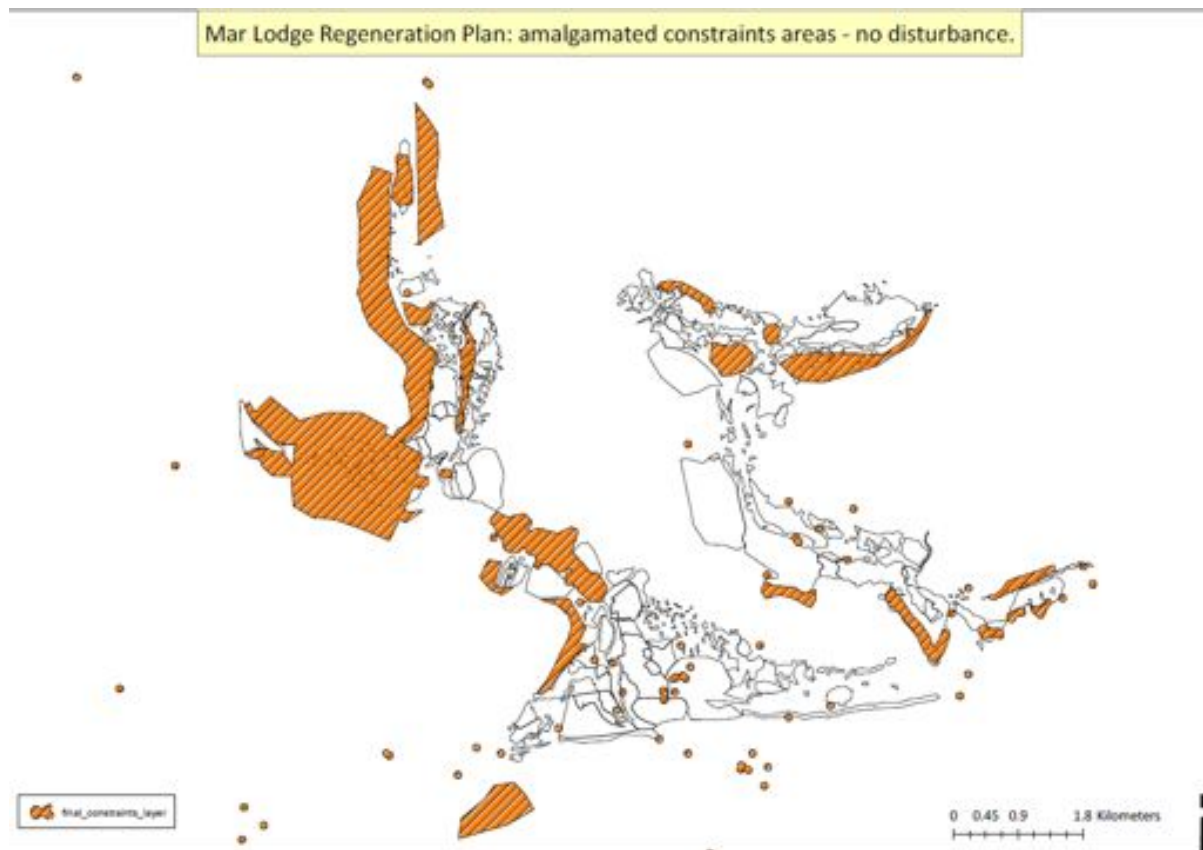 Mar Lodge Regeneration Plan: amalgamated constraints areas - no disturbance.
final_constraints_layer
0 0.45 0.9 1.8 Kilometers